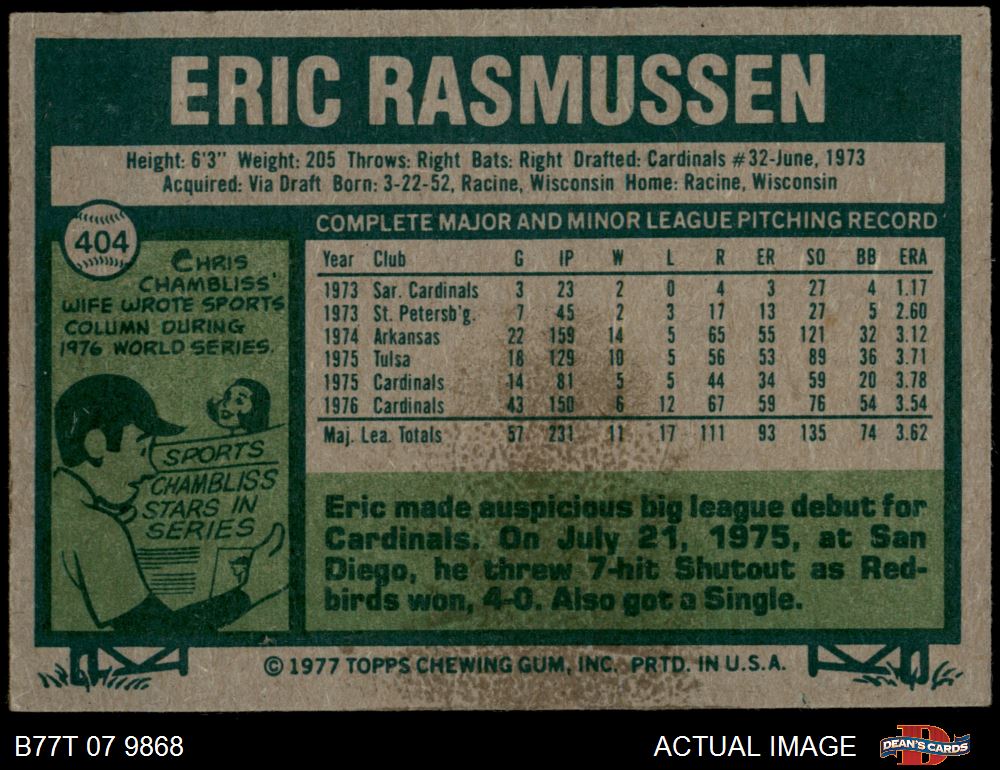 ERIC RASMUSSEN
Height: 6'3" Weight: 205 Throws: Right Bats: Right Drafted: Cardinals #32-June, 1973
Acquired: Via Draft Born: 3-22-52, Racine, Wisconsin Home: Racine, Wisconsin
404
CHRIS
CHAMBLISS'
WIFE WROTE SPORTS
COLUMN DURING
1976 WORLD SERIES.
SPORTS
CHAMBLISS
STARS IN
SERIES
COMPLETE MAJOR AND MINOR LEAGUE PITCHING RECORD
Year Club G IP W L R ER SO BB ERA
1973 Sar. Cardinals 3 23 2 0 4 3 27 4 1.17
1973 St. Petersb'g. 7 45 2 3 17 13 27 5 2.60
1974 Arkansas 22 159 14 5 65 55 121 32 3.12
1975 Tulsa 18 129 10 5 56 53 89 36 3.71
1975 Cardinals 14 81 5 5 44 34 59 20 3.78
1976 Cardinals 43 150 6 12 67 59 76 54 3.54
Maj. Lea. Totals 57 231 11 17 111 93 135 74 3.62
Eric made auspicious big league debut for
Cardinals. On July 21, 1975, at San
Diego, he threw 7-hit Shutout as Red-
birds won, 4-0. Also got a Single.
© 1977 TOPPS CHEWING GUM, INC. PRTD. IN U.S.A.
B77T 07 9868
ACTUAL IMAGE
DEAN'S CARDS